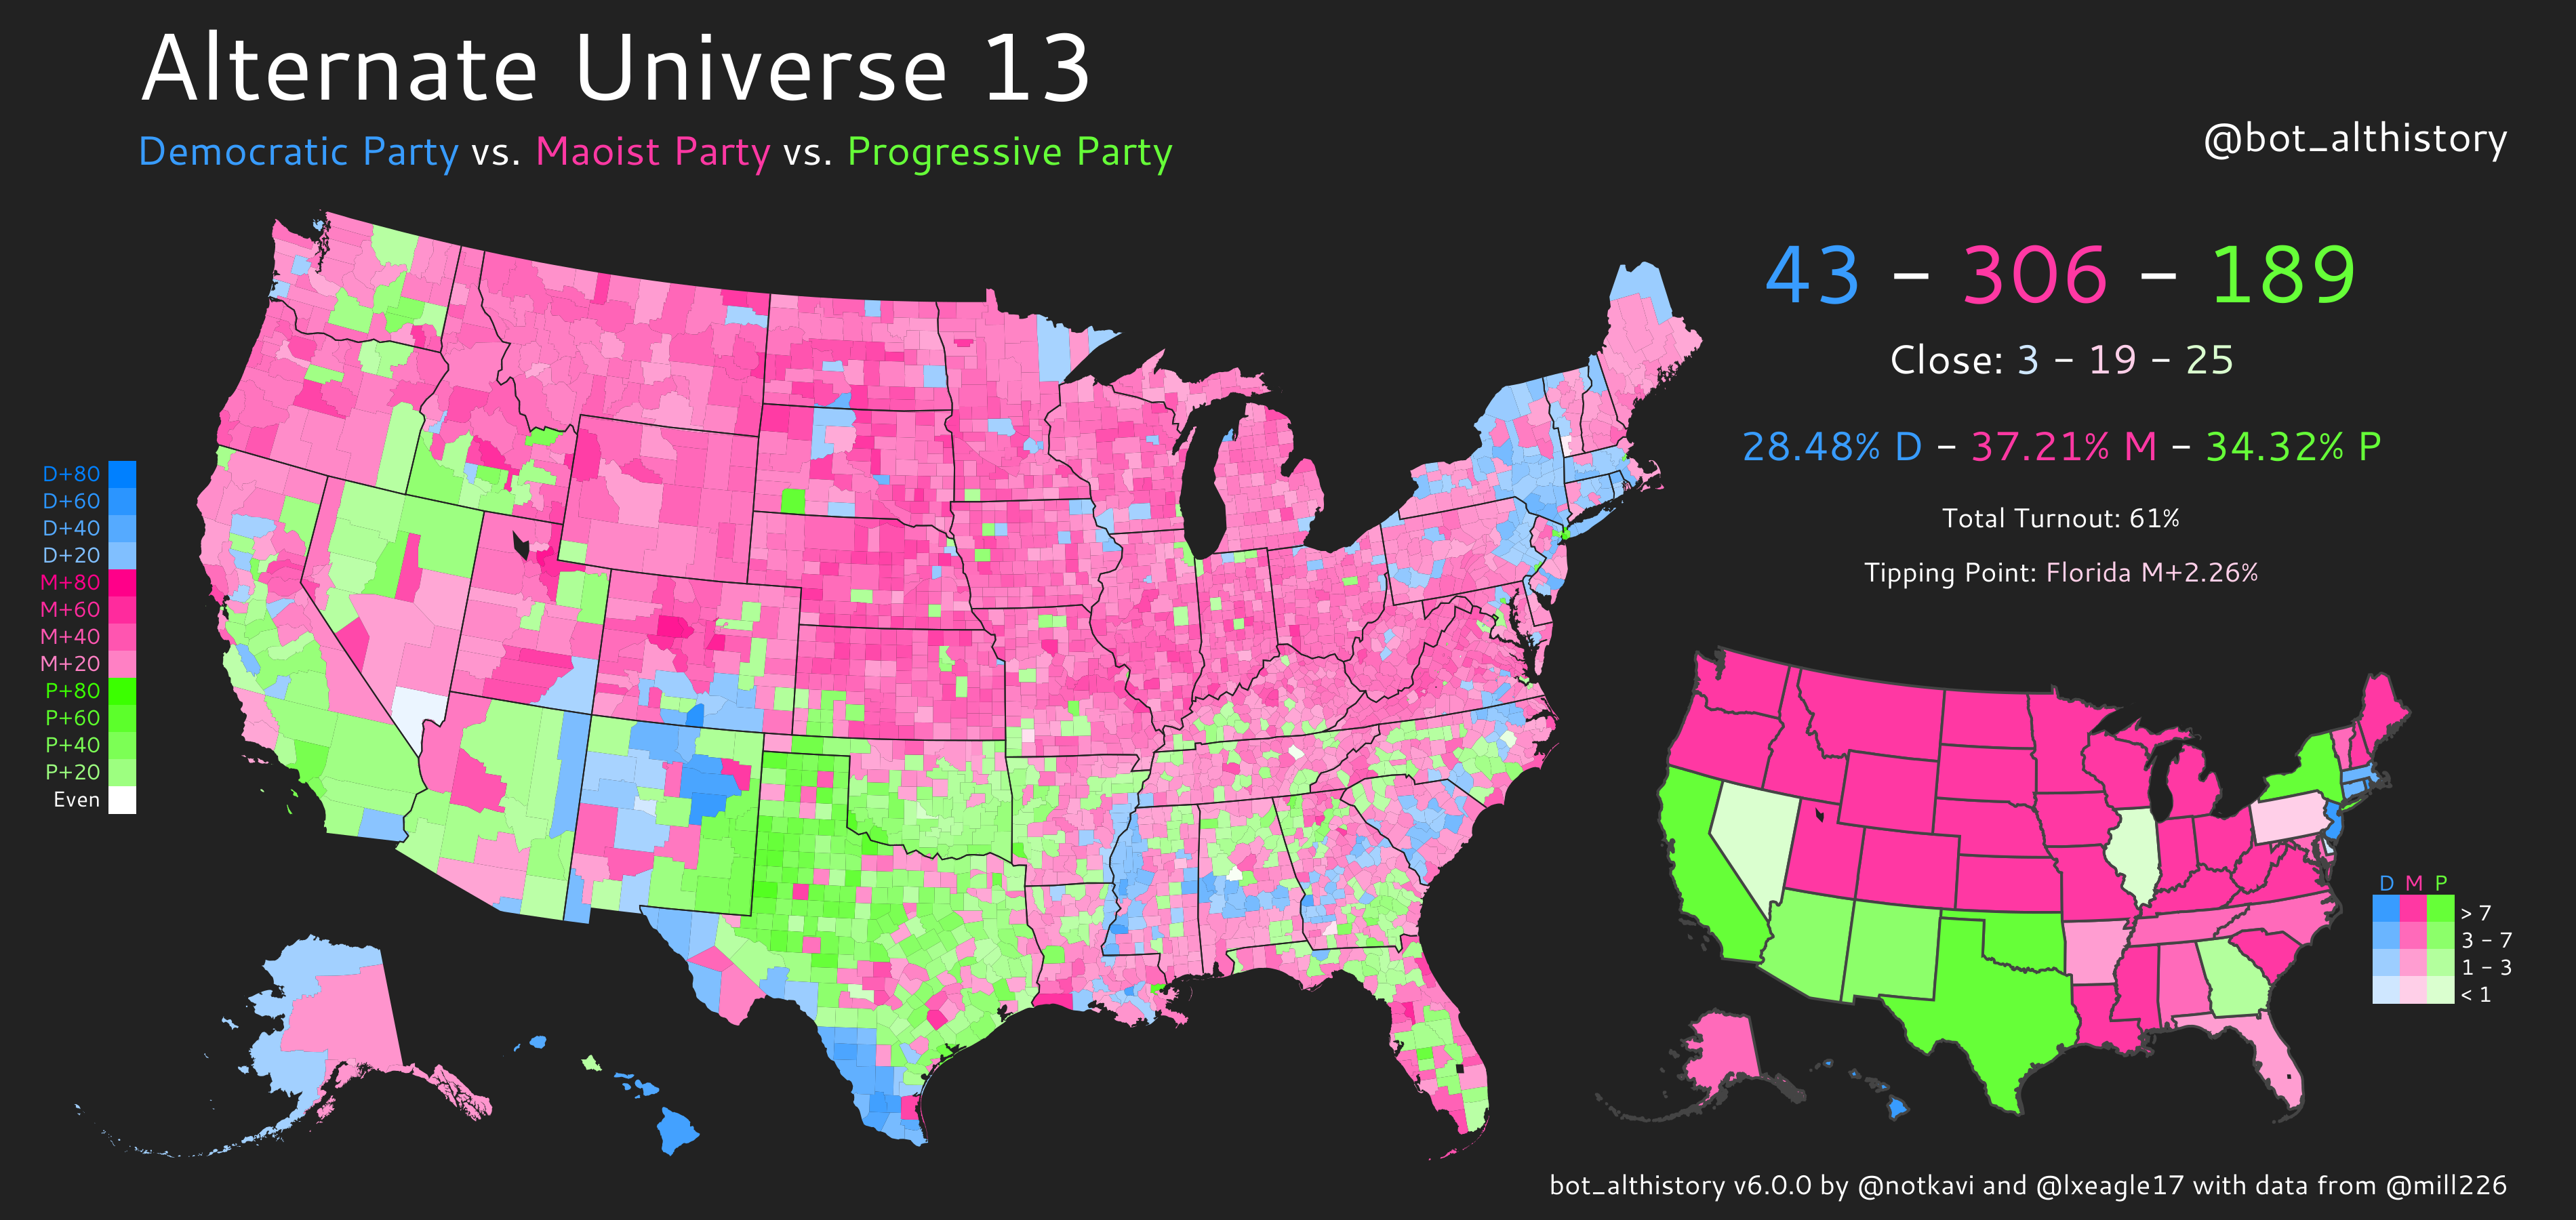 Alternate Universe 13
Democratic Party vs. Maoist Party vs. Progressive Party
@bot_althistory
43 – 306 – 189
Close: 3 – 19 – 25
28.48% D – 37.21% M – 34.32% P
Total Turnout: 61%
Tipping Point: Florida M+2.26%
D+80
D+60
D+40
D+20
M+80
M+60
M+40
M+20
P+80
P+60
P+40
P+20
Even
D M P
> 7
3 – 7
1 – 3
< 1
bot_althistory v6.0.0 by @notkavi and @lxeagle17 with data from @mill226